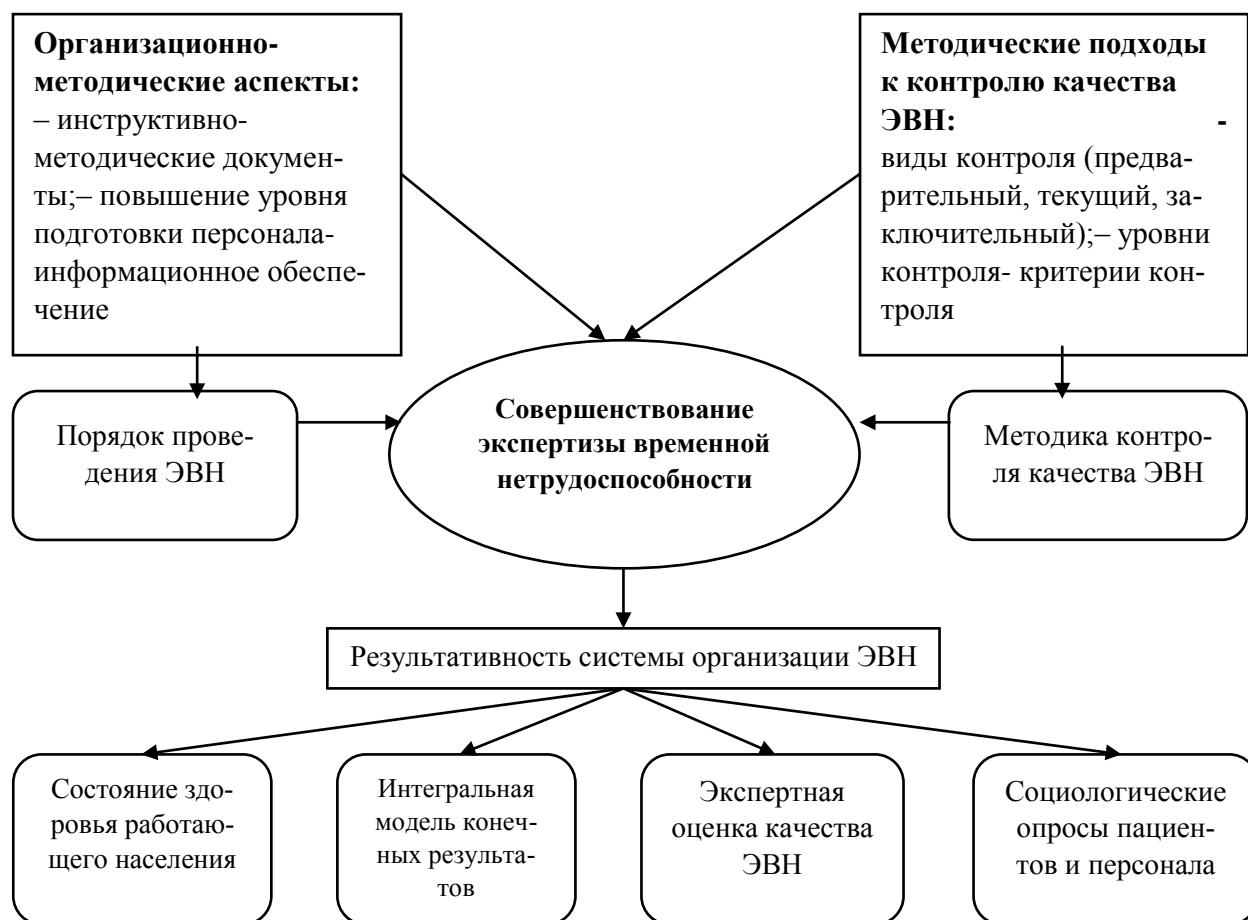 Организационно-
методические аспекты:
– инструктивно-
методические докумен-
ты;– повышение уровня
подготовки персонала-
информационное обеспе-
чение
Методические подходы
к контролю качества
ЭВН: -
виды контроля (предва-
рительный, текущий, за-
ключительный);– уровни
контроля- критерии кон-
троля
Порядок прове-
дения ЭВН
Совершенствование
экспертизы временной
нетрудоспособности
Методика контро-
ля качества ЭВН
Результативность системы организации ЭВН
Состояние здо-
ровья работаю-
щего населения
Интегральная
модель конеч-
ных результа-
тов
Экспертная
оценка качества
ЭВН
Социологические
опросы пациен-
тов и персонала